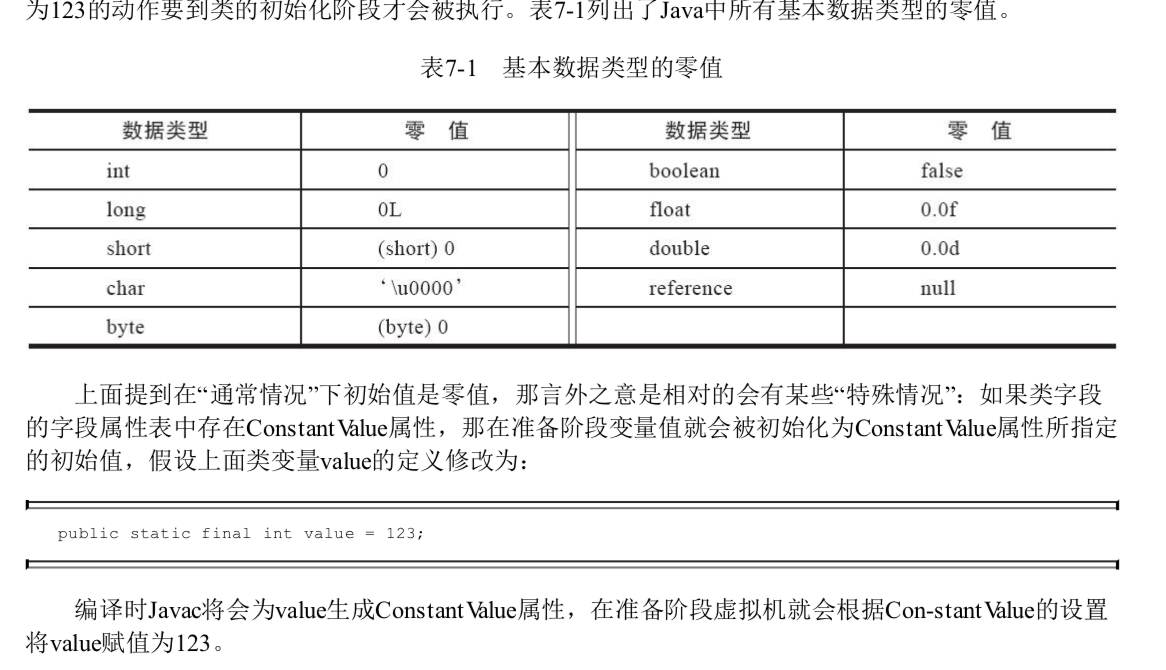 为123的动作要到类的初始化阶段才会被执行。表7-1列出了Java中所有基本数据类型的零值。
表7-1 基本数据类型的零值
数据类型 零 值 数据类型 零 值
int 0 boolean false
long 0L float 0.0f
short (short) 0 double 0.0d
char ‘\u0000’ reference null
byte (byte) 0
上面提到在“通常情况”下初始值是零值，那言外之意是相对的会有某些“特殊情况”：如果类字段
的字段属性表中存在ConstantValue属性，那在准备阶段变量值就会被初始化为ConstantValue属性所指定
的初始值，假设上面类变量value的定义修改为：
public static final int value = 123;
编译时Javac将会为value生成ConstantValue属性，在准备阶段虚拟机就会根据Con-stantValue的设置
将value赋值为123。